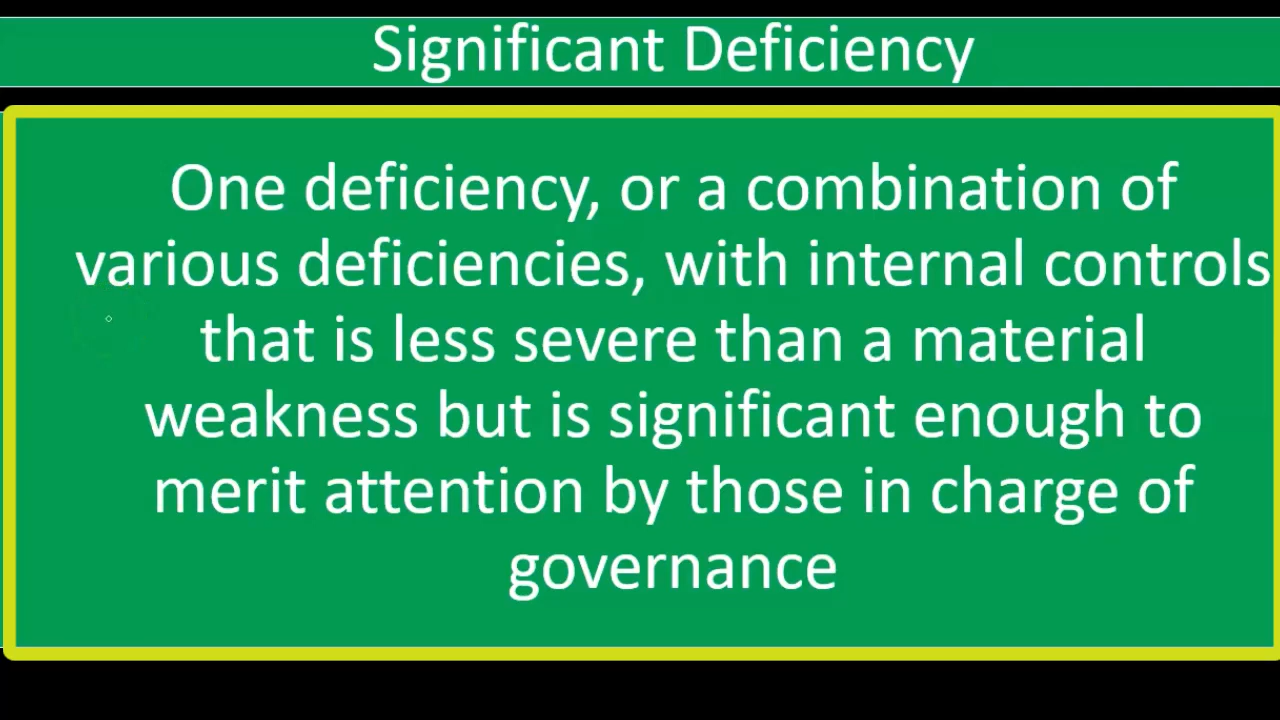 Significant Deficiency
One deficiency, or a combination of
various deficiencies, with internal controls
that is less severe than a material
weakness but is significant enough to
merit attention by those in charge of
governance